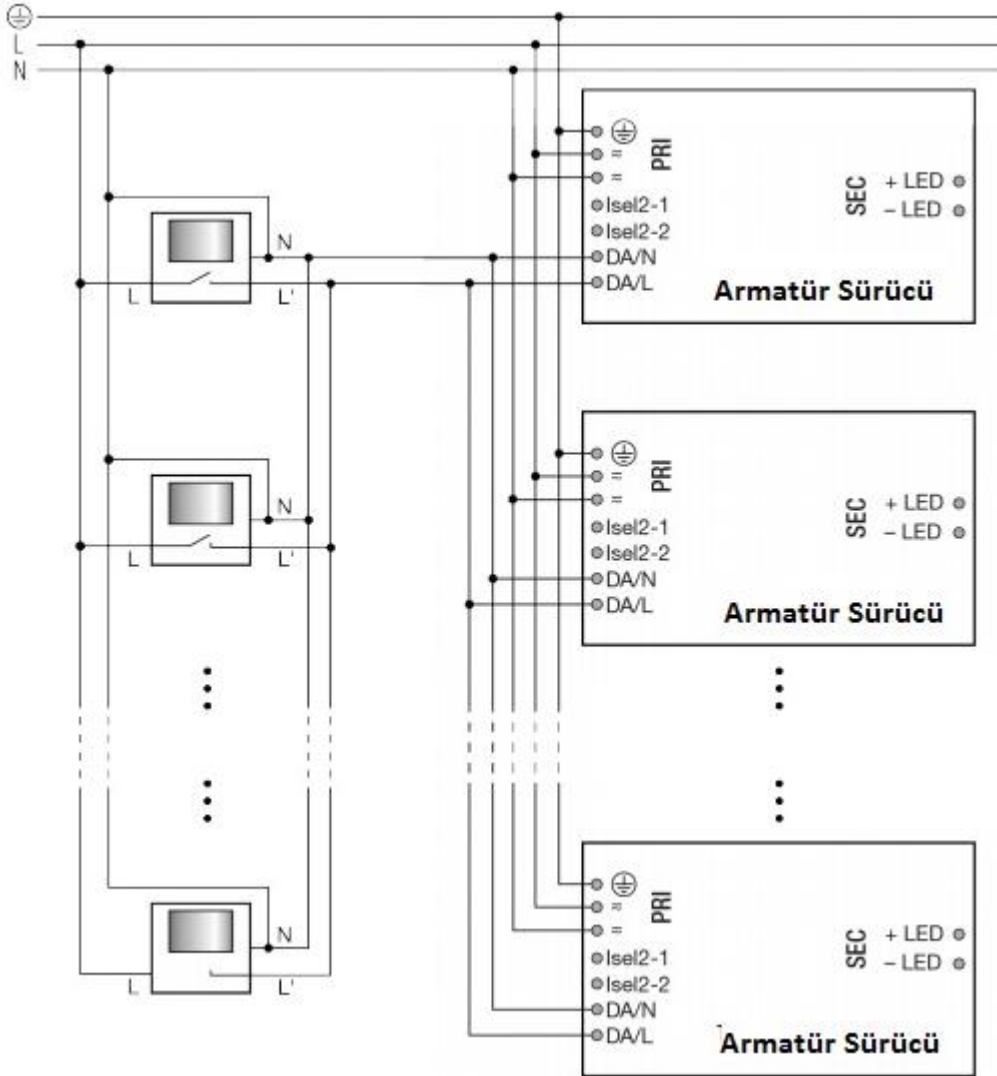 L
N
PRI
Isel2-1
Isel2-2
DA/N
DA/L
SEC
+ LED
– LED
Armatür Sürücü
N
L
L'
PRI
Isel2-1
Isel2-2
DA/N
DA/L
SEC
+ LED
– LED
Armatür Sürücü
N
L
L'
PRI
Isel2-1
Isel2-2
DA/N
DA/L
SEC
+ LED
– LED
Armatür Sürücü
N
L
L'